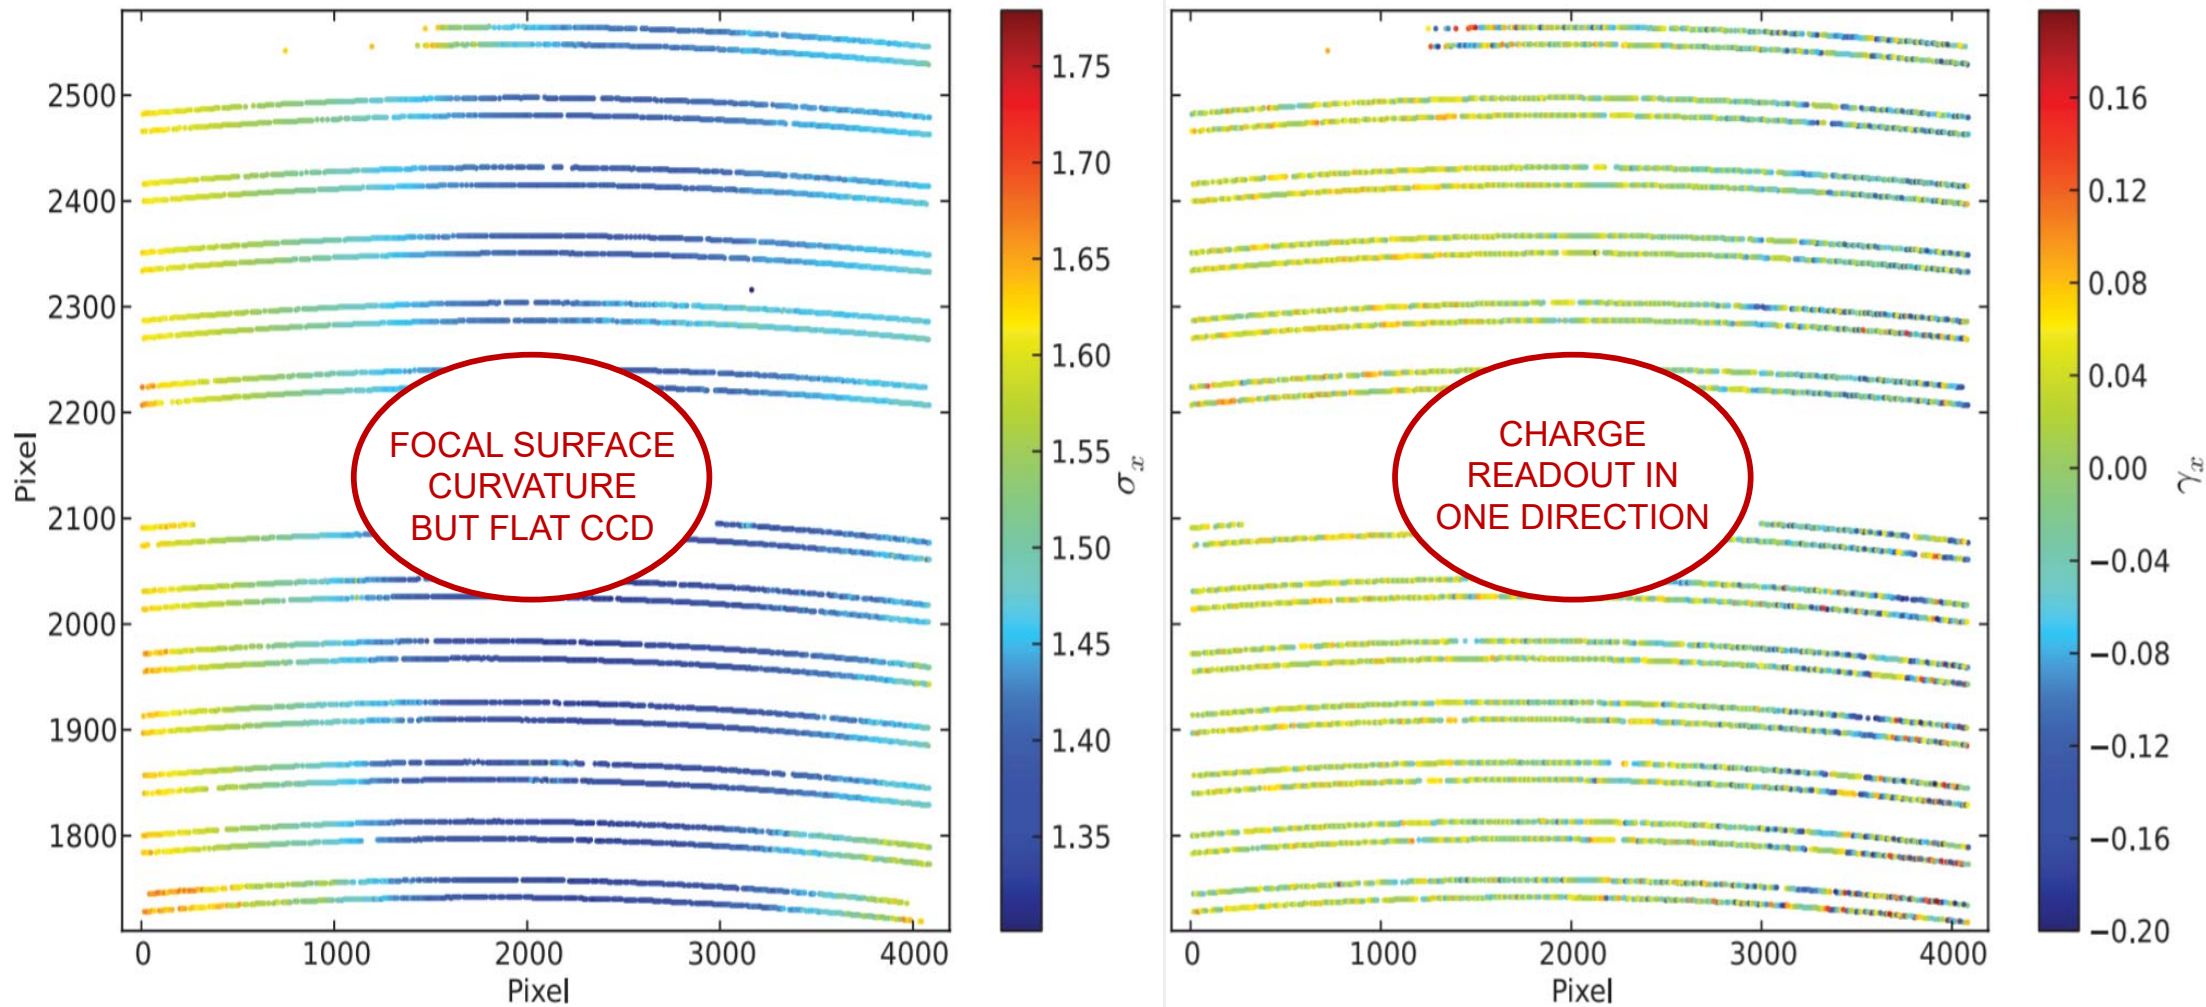 2500
2400
2300
2200
2100
2000
1900
1800
Pixel
0 1000 2000 3000 4000
Pixel
FOCAL SURFACE
CURVATURE
BUT FLAT CCD
1.75
1.70
1.65
1.60
1.55
1.50
1.45
1.40
1.35
σx
CHARGE
READOUT IN
ONE DIRECTION
0 1000 2000 3000 4000
Pixel
0.16
0.12
0.08
0.04
0.00
−0.04
−0.08
−0.12
−0.16
−0.20
γx